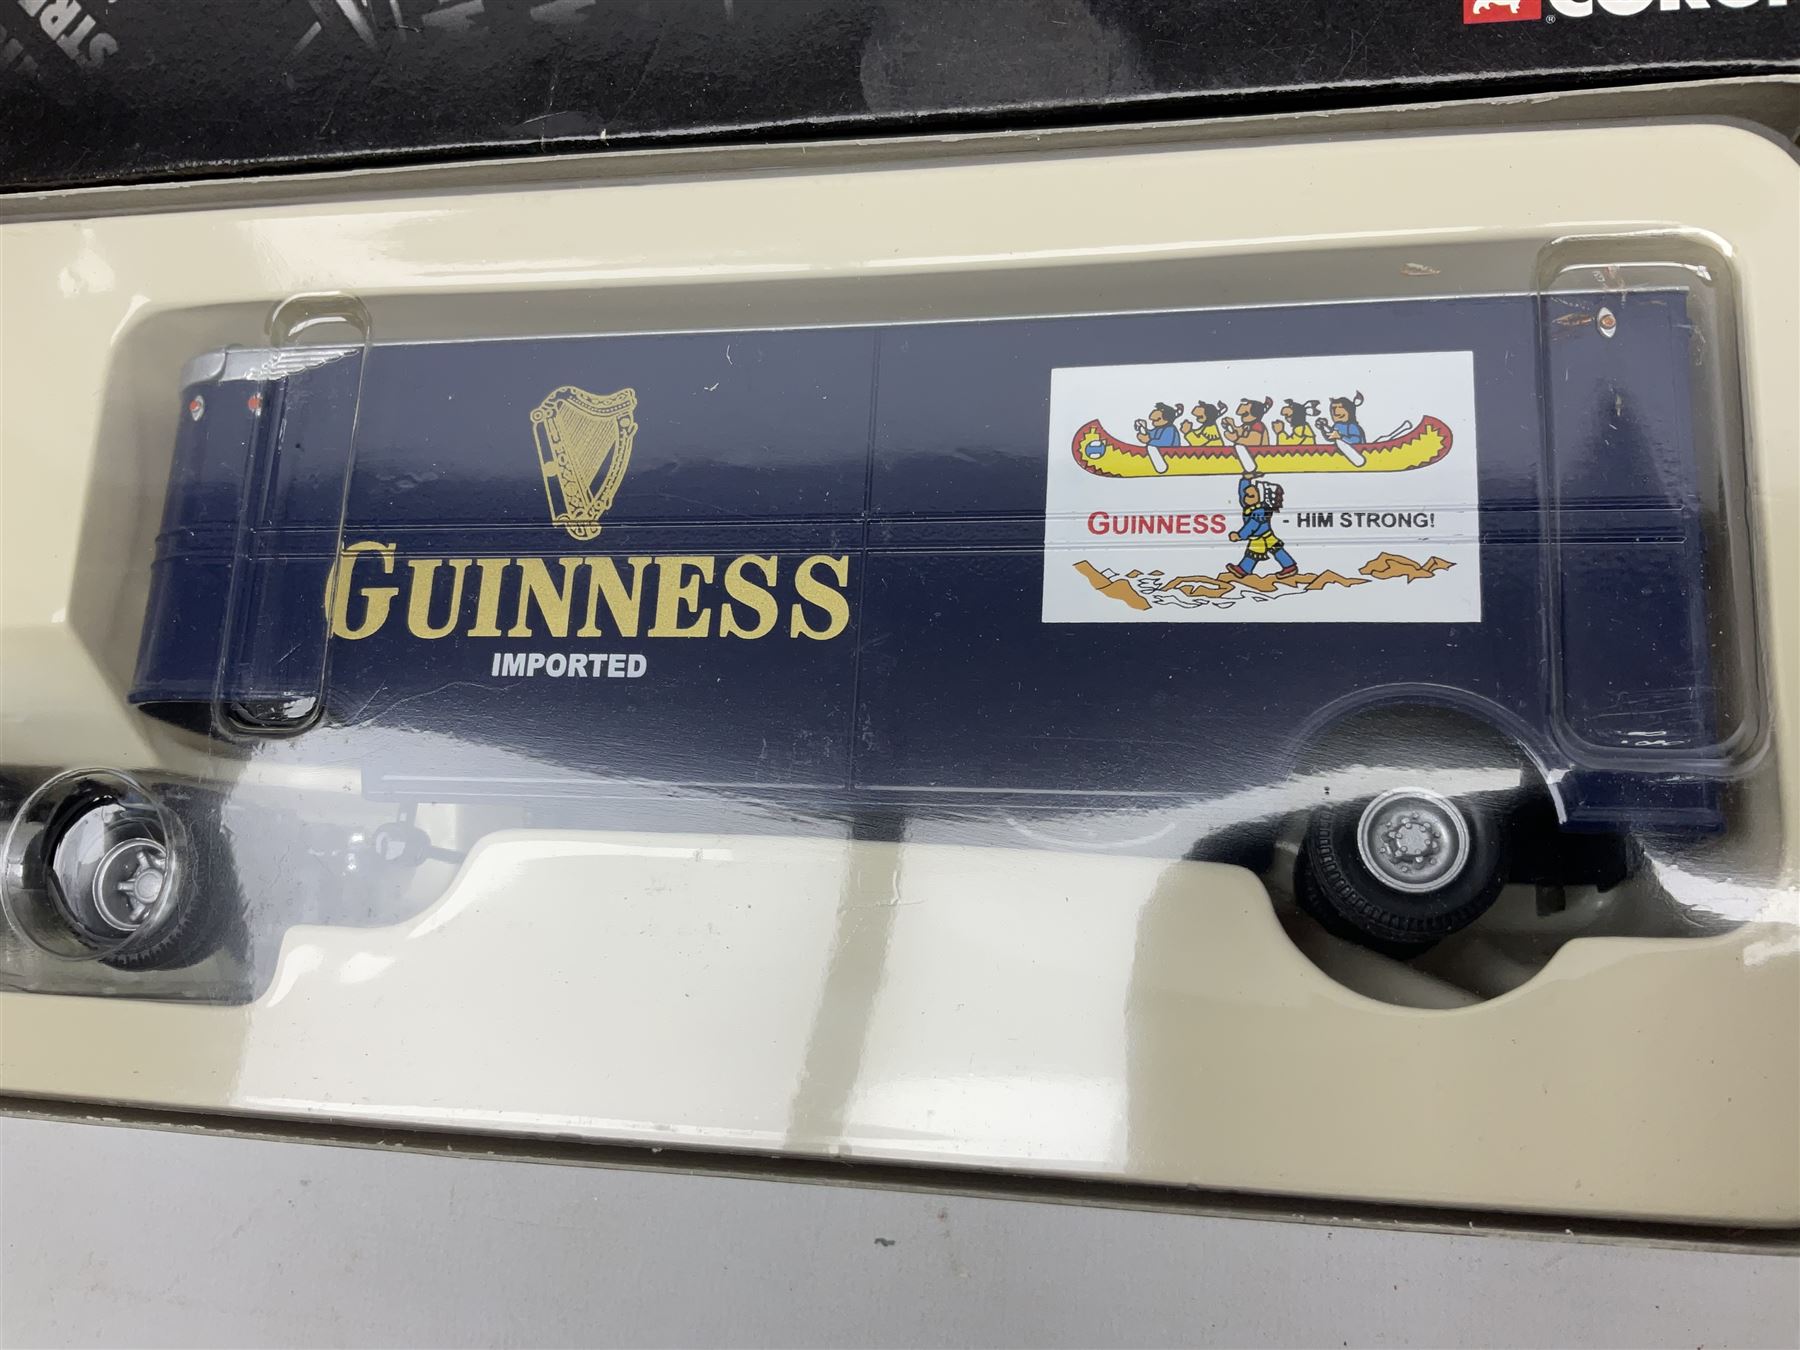 GUINNESS
IMPORTED
GUINNESS - HIM STRONG!